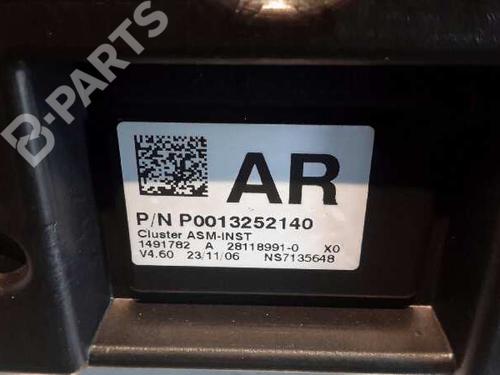 B-PARTS
AR
P/N P0013252140
Cluster ASM-INST
1491782 A 28118991-0 X0
V4.60 23/11/06 NS7135648